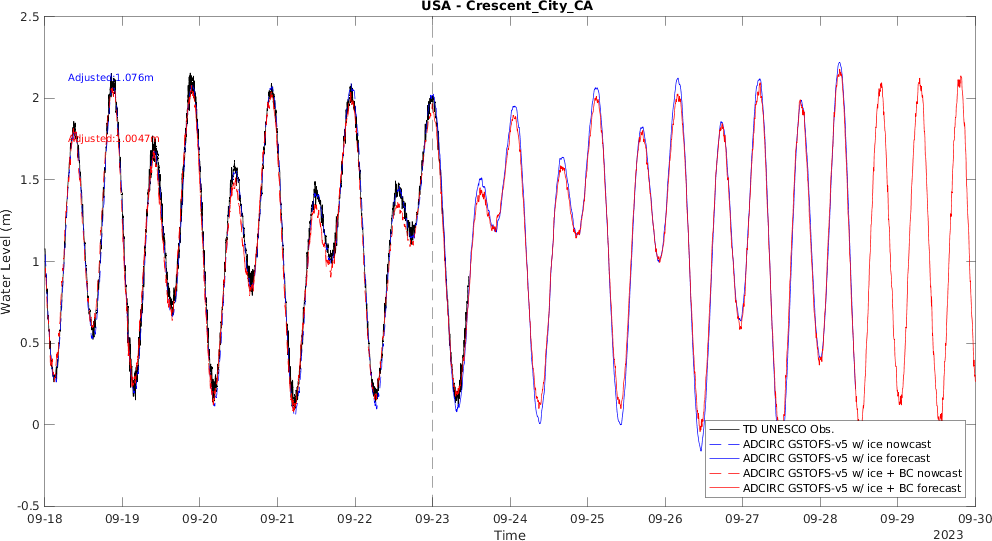 USA - Crescent_City_CA
2.5
2
1.5
1
0.5
0
-0.5
Water Level (m)
Adjusted:1.076m
Adjusted:1.0047m
TD UNESCO Obs.
ADCIRC GSTOFS-v5 w/ ice nowcast
ADCIRC GSTOFS-v5 w/ ice forecast
ADCIRC GSTOFS-v5 w/ ice + BC nowcast
ADCIRC GSTOFS-v5 w/ ice + BC forecast
09-18 09-19 09-20 09-21 09-22 09-23 09-24 09-25 09-26 09-27 09-28 09-29 09-30
Time
2023